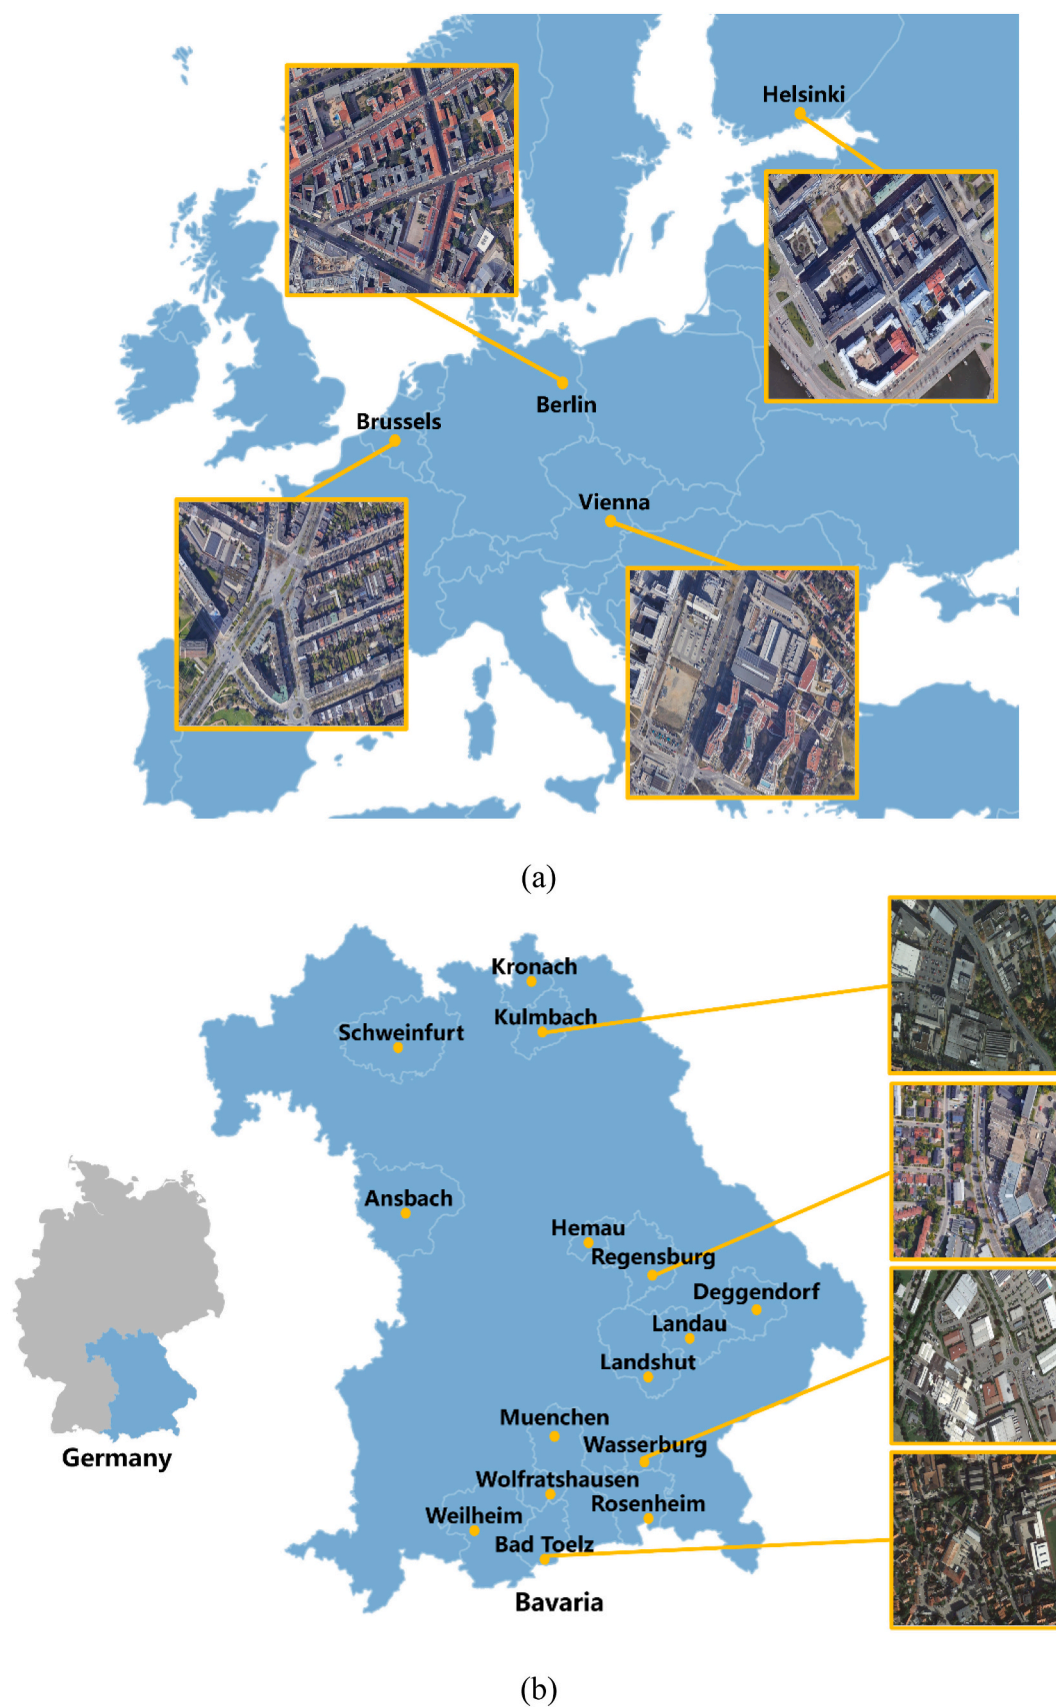 Helsinki
Berlin
Brussels
Vienna
(a)
Kronach
Kulmbach
Schweinfurt
Ansbach
Hemau
Regensburg
Deggendorf
Landau
Landshut
Muenchen
Wasserburg
Germany
Wolfratshausen
Rosenheim
Weilheim
Bad Toelz
Bavaria
(b)